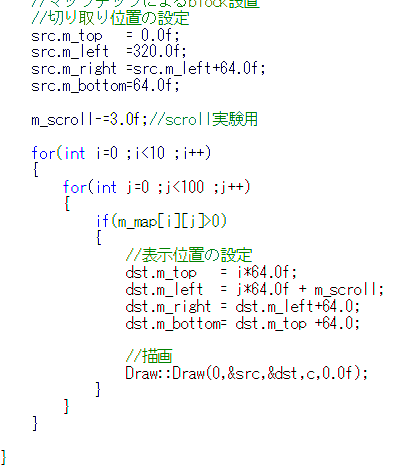 //マップチップによるblock設置
//切り取り位置の設定
src.m_top   = 0.0f;
src.m_left  =320.0f;
src.m_right =src.m_left+64.0f;
src.m_bottom=64.0f;
m_scroll-=3.0f;//scroll実験用
for(int i=0 ;i<10 ;i++)
{
for(int j=0 ;j<100 ;j++)
{
if(m_map[i][j]>0)
{
//表示位置の設定
dst.m_top   = i*64.0f;
dst.m_left  = j*64.0f + m_scroll;
dst.m_right = dst.m_left+64.0;
dst.m_bottom= dst.m_top +64.0;
//描画
Draw::Draw(0,&src,&dst,c,0.0f);
}
}
}
}